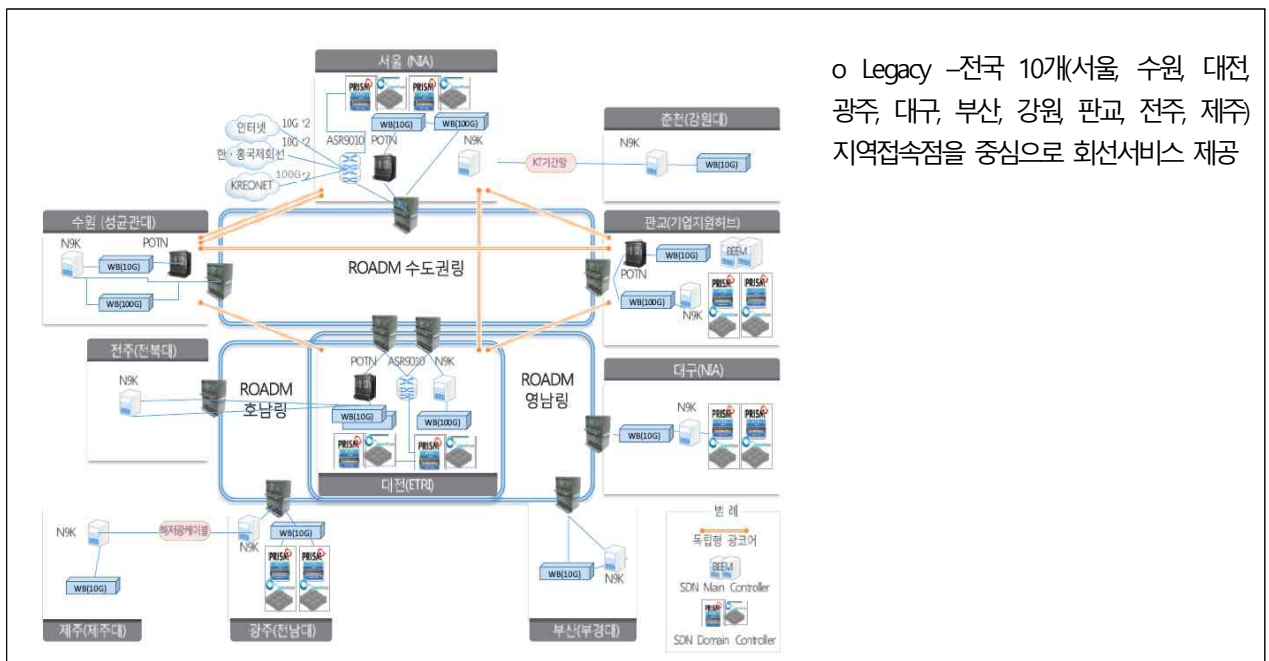 서울 (NIA)
인터넷
10G *2
10G *2
한·홍국제회선
100G*2
KREONET
ASR9010
POTN
WB(10G)
WB(100G)
N9K
KT기간망
춘천(강원대)
N9K
WB(10G)
수원 (성균관대)
N9K
POTN
WB(10G)
WB(100G)
ROADM 수도권링
판교(기업지원허브)
POTN
WB(10G)
BEEM
WB(100G)
N9K
PRISM
PRISM
전주(전북대)
N9K
ROADM
호남링
POTN
ASR9010
N9K
WB(10G)
WB(100G)
PRISM
PRISM
대전(ETRI)
ROADM
영남링
대구(NIA)
N9K
WB(10G)
PRISM
PRISM
N9K
해저광케이블
WB(10G)
제주(제주대)
N9K
WB(10G)
PRISM
PRISM
광주(전남대)
WB(10G)
N9K
부산(부경대)
범 례
독립형 광코어
BEEM
SDN Main Controller
SDN Domain Controller
o Legacy –전국 10개(서울, 수원, 대전,
광주, 대구, 부산, 강원, 판교, 전주, 제주)
지역접속점을 중심으로 회선서비스 제공